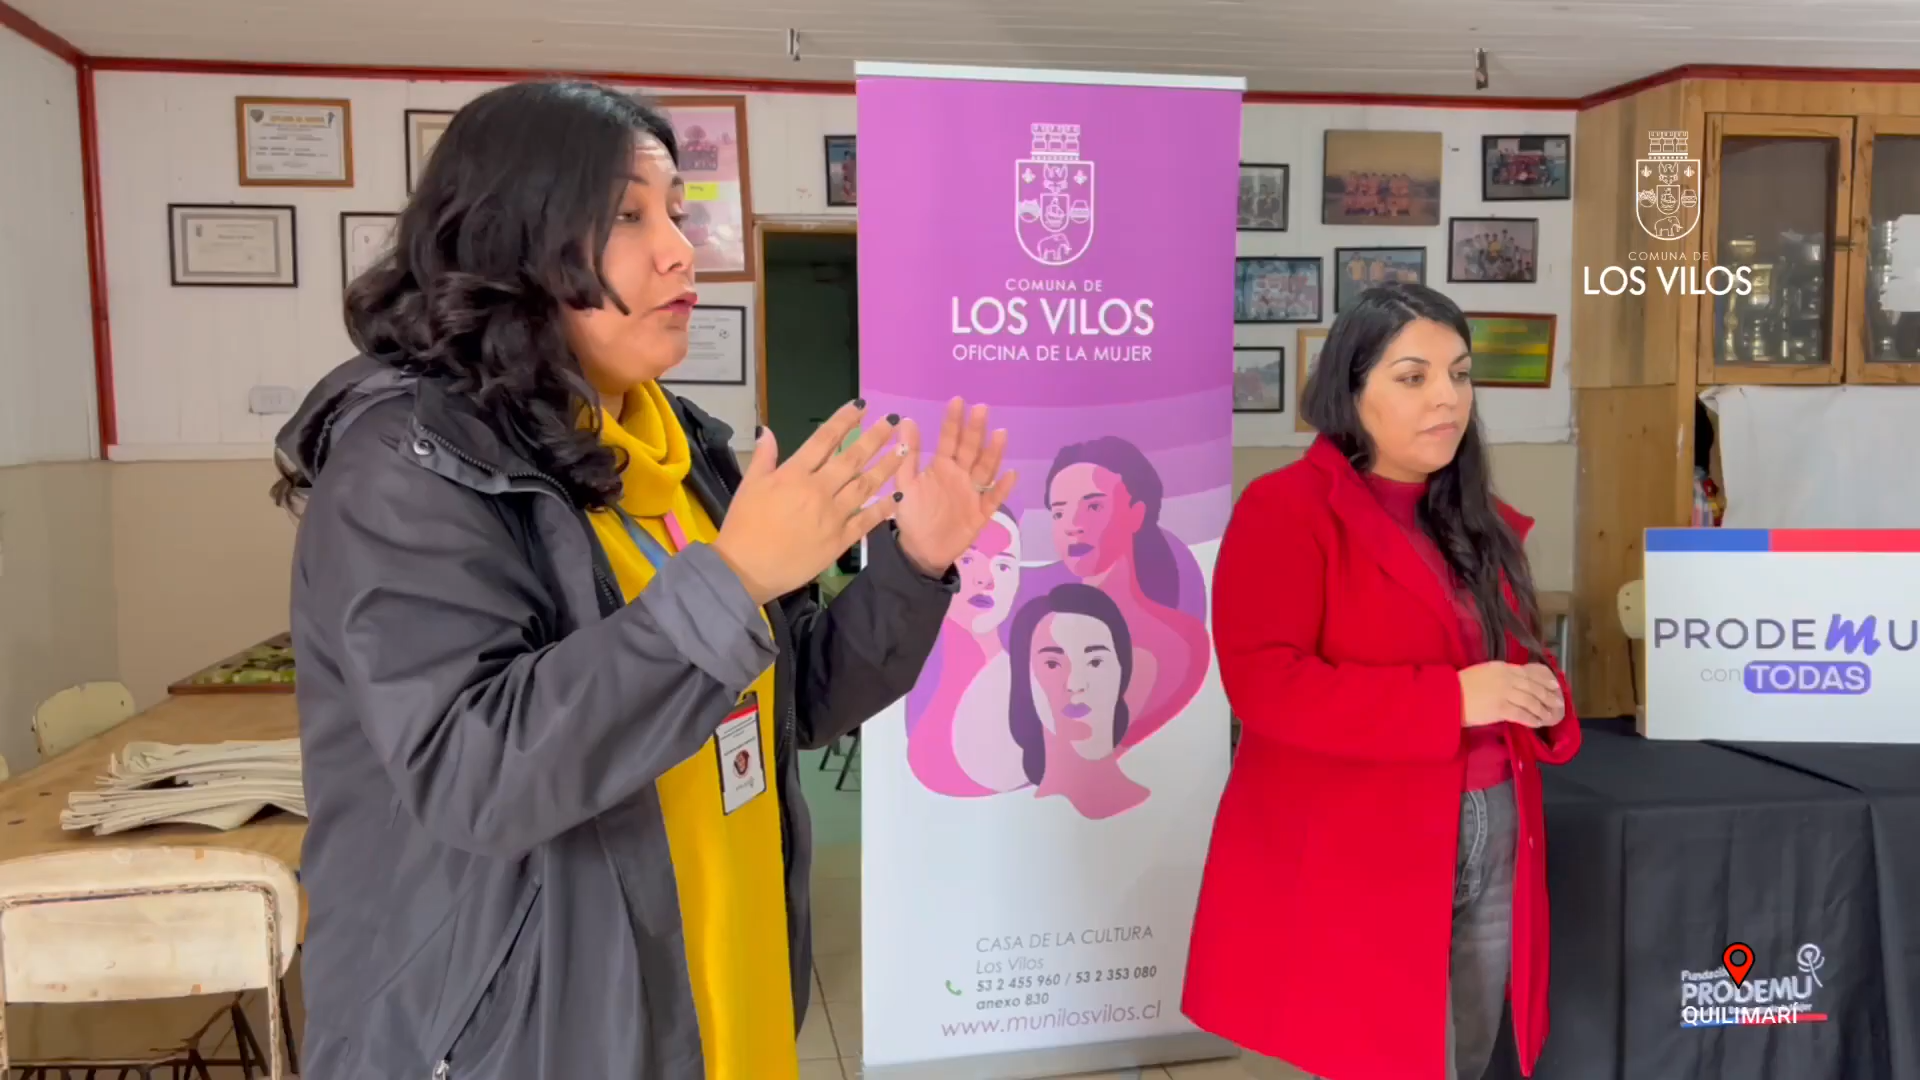 COMUNA DE
LOS VILOS
OFICINA DE LA MUJER
CASA DE LA CULTURA
Los Vilos
53 2 455 960 / 53 2 353 080
anexo 830
www.munilosvilos.cl
COMUNA DE
LOS VILOS
PRODEMU
con TODAS
Fundación
PRODEMU
QUILIMARÍ